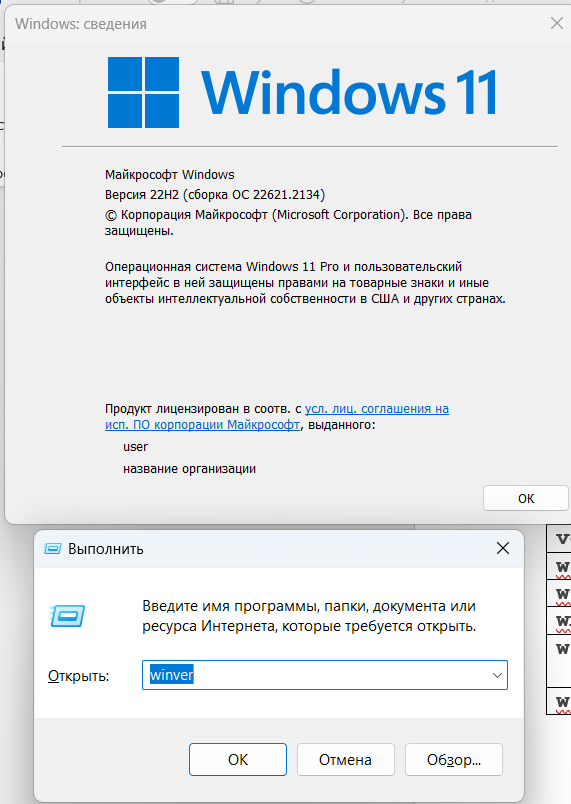 Windows: сведения
Windows 11
Майкрософт Windows
Версия 22H2 (сборка ОС 22621.2134)
© Корпорация Майкрософт (Microsoft Corporation). Все права
защищены.
Операционная система Windows 11 Pro и пользовательский
интерфейс в ней защищены правами на товарные знаки и иные
объекты интеллектуальной собственности в США и других странах.
Продукт лицензирован в соотв. с усл. лиц. соглашения на
исп. ПО корпорации Майкрософт, выданного:
user
название организации
ОК
Выполнить
Введите имя программы, папки, документа или
ресурса Интернета, которые требуется открыть.
Открыть: winver
ОК Отмена Обзор...